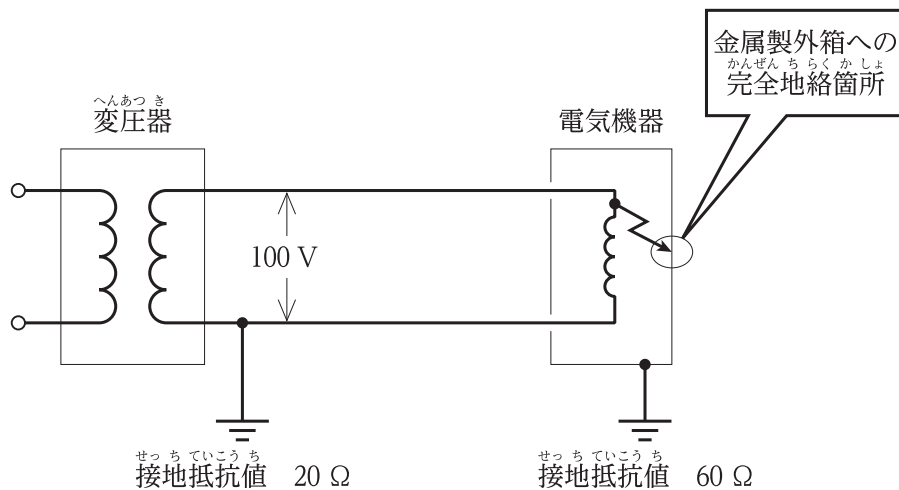 金属製外箱への
かんぜん ち らく か しょ
完全地絡箇所
へんあつ き
変圧器
電気機器
100 V
せっ ち ていこう ち
接地抵抗値 20 Ω
せっ ち ていこう ち
接地抵抗値 60 Ω